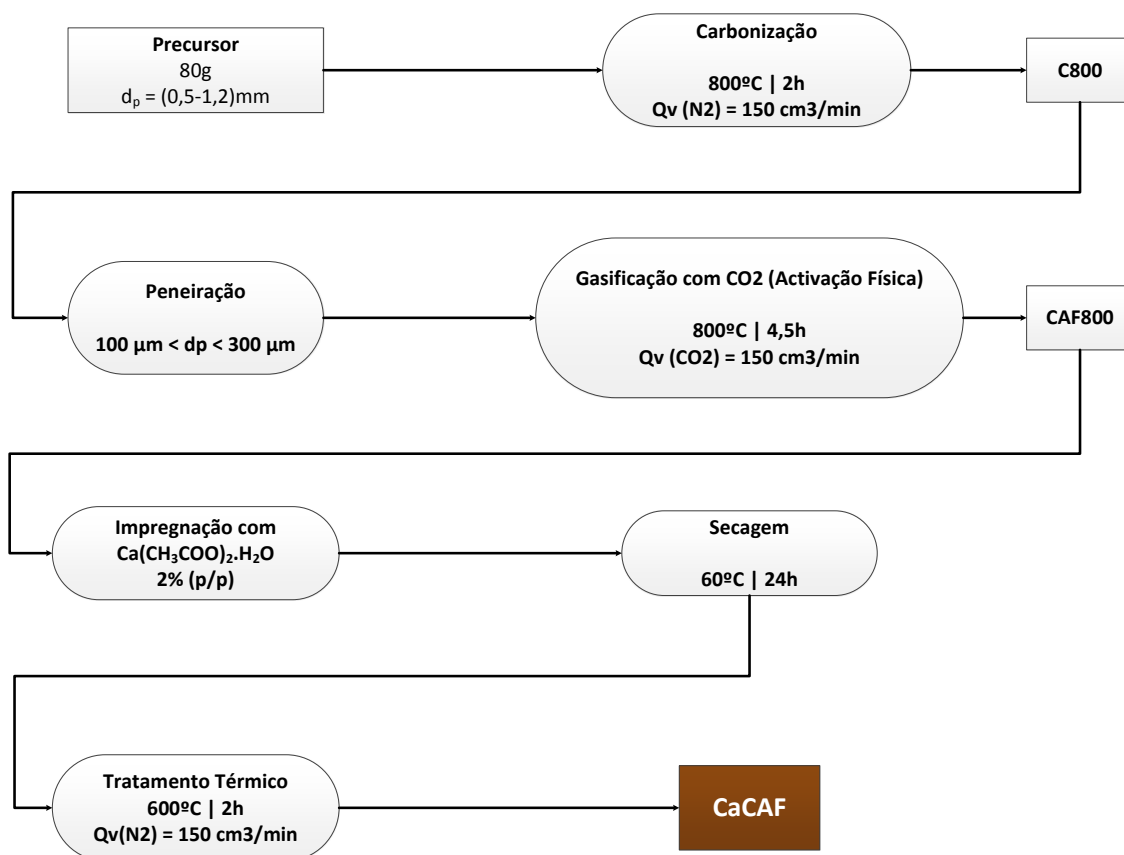 Precursor
80g
dₚ = (0,5-1,2)mm
Carbonização
800ºC | 2h
Qv (N2) = 150 cm3/min
C800
Peneiração
100 µm < dp < 300 µm
Gasificação com CO2 (Activação Física)
800ºC | 4,5h
Qv (CO2) = 150 cm3/min
CAF800
Impregnação com
Ca(CH₃COO)₂.H₂O
2% (p/p)
Secagem
60ºC | 24h
Tratamento Térmico
600ºC | 2h
Qv(N2) = 150 cm3/min
CaCAF